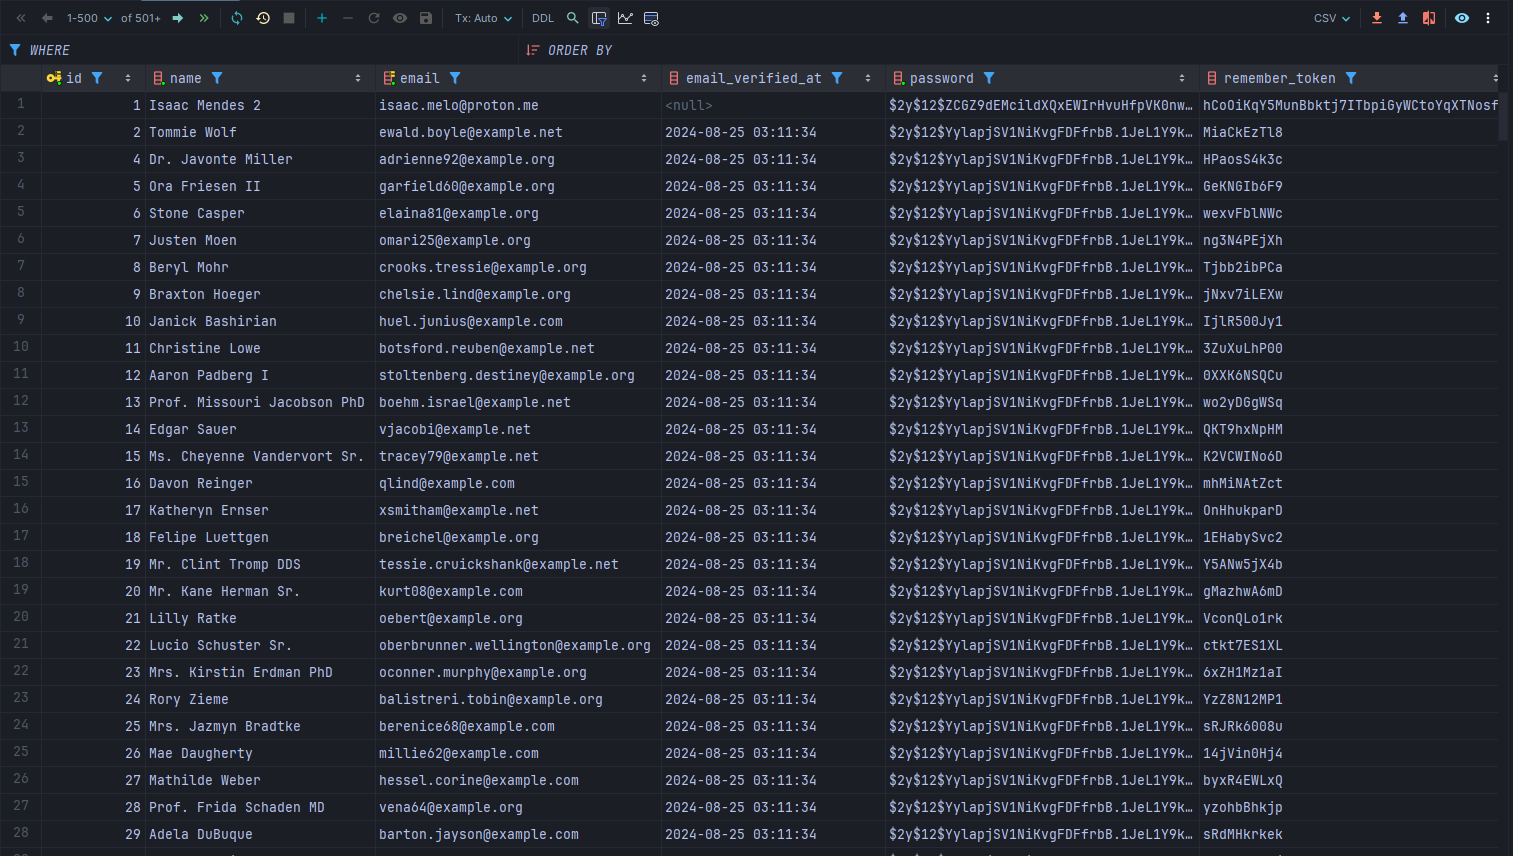 1-500 of 501+ Tx: Auto DDL CSV
WHERE ORDER BY
id name email email_verified_at password remember_token
1 1 Isaac Mendes 2 isaac.melo@proton.me <null> $2y$12$ZCGZ9dEMcildXQxEWIrHvuHfpVK0nw… hCoOiKqY5MunBbktj7ITbpiGyWCtoYqXTNosf
2 2 Tommie Wolf ewald.boyle@example.net 2024-08-25 03:11:34 $2y$12$YylapjSV1NiKvgFDFfrbB.1JeL1Y9k… MiaCkEzTl8
3 4 Dr. Javonte Miller adrienne92@example.org 2024-08-25 03:11:34 $2y$12$YylapjSV1NiKvgFDFfrbB.1JeL1Y9k… HPaosS4k3c
4 5 Ora Friesen II garfield60@example.org 2024-08-25 03:11:34 $2y$12$YylapjSV1NiKvgFDFfrbB.1JeL1Y9k… GeKNGIb6F9
5 6 Stone Casper elaina81@example.org 2024-08-25 03:11:34 $2y$12$YylapjSV1NiKvgFDFfrbB.1JeL1Y9k… wexvFblNWc
6 7 Justen Moen omari25@example.org 2024-08-25 03:11:34 $2y$12$YylapjSV1NiKvgFDFfrbB.1JeL1Y9k… ng3N4PEjXh
7 8 Beryl Mohr crooks.tressie@example.org 2024-08-25 03:11:34 $2y$12$YylapjSV1NiKvgFDFfrbB.1JeL1Y9k… Tjbb2ibPCa
8 9 Braxton Hoeger chelsie.lind@example.org 2024-08-25 03:11:34 $2y$12$YylapjSV1NiKvgFDFfrbB.1JeL1Y9k… jNxv7iLEXw
9 10 Janick Bashirian huel.junius@example.com 2024-08-25 03:11:34 $2y$12$YylapjSV1NiKvgFDFfrbB.1JeL1Y9k… IjlR500Jy1
10 11 Christine Lowe botsford.reuben@example.net 2024-08-25 03:11:34 $2y$12$YylapjSV1NiKvgFDFfrbB.1JeL1Y9k… 3ZuXuLhP00
11 12 Aaron Padberg I stoltenberg.destiney@example.org 2024-08-25 03:11:34 $2y$12$YylapjSV1NiKvgFDFfrbB.1JeL1Y9k… 0XXK6NSQCu
12 13 Prof. Missouri Jacobson PhD boehm.israel@example.net 2024-08-25 03:11:34 $2y$12$YylapjSV1NiKvgFDFfrbB.1JeL1Y9k… wo2yDGgWSq
13 14 Edgar Sauer vjacobi@example.net 2024-08-25 03:11:34 $2y$12$YylapjSV1NiKvgFDFfrbB.1JeL1Y9k… QKT9hxNpHM
14 15 Ms. Cheyenne Vandervort Sr. tracey79@example.net 2024-08-25 03:11:34 $2y$12$YylapjSV1NiKvgFDFfrbB.1JeL1Y9k… K2VCWINo6D
15 16 Davon Reinger qlind@example.com 2024-08-25 03:11:34 $2y$12$YylapjSV1NiKvgFDFfrbB.1JeL1Y9k… mhMiNAtZct
16 17 Katheryn Ernser xsmitham@example.net 2024-08-25 03:11:34 $2y$12$YylapjSV1NiKvgFDFfrbB.1JeL1Y9k… OnHhukparD
17 18 Felipe Luettgen breichel@example.org 2024-08-25 03:11:34 $2y$12$YylapjSV1NiKvgFDFfrbB.1JeL1Y9k… 1EHabySvc2
18 19 Mr. Clint Tromp DDS tessie.cruickshank@example.net 2024-08-25 03:11:34 $2y$12$YylapjSV1NiKvgFDFfrbB.1JeL1Y9k… Y5ANw5jX4b
19 20 Mr. Kane Herman Sr. kurt08@example.com 2024-08-25 03:11:34 $2y$12$YylapjSV1NiKvgFDFfrbB.1JeL1Y9k… gMazhwA6mD
20 21 Lilly Ratke oebert@example.org 2024-08-25 03:11:34 $2y$12$YylapjSV1NiKvgFDFfrbB.1JeL1Y9k… VconQLo1rk
21 22 Lucio Schuster Sr. oberbrunner.wellington@example.org 2024-08-25 03:11:34 $2y$12$YylapjSV1NiKvgFDFfrbB.1JeL1Y9k… ctkt7ES1XL
22 23 Mrs. Kirstin Erdman PhD oconner.murphy@example.org 2024-08-25 03:11:34 $2y$12$YylapjSV1NiKvgFDFfrbB.1JeL1Y9k… 6xZH1Mz1aI
23 24 Rory Zieme balistreri.tobin@example.org 2024-08-25 03:11:34 $2y$12$YylapjSV1NiKvgFDFfrbB.1JeL1Y9k… YzZ8N12MP1
24 25 Mrs. Jazmyn Bradtke berenice68@example.com 2024-08-25 03:11:34 $2y$12$YylapjSV1NiKvgFDFfrbB.1JeL1Y9k… sRJRk6008u
25 26 Mae Daugherty millie62@example.com 2024-08-25 03:11:34 $2y$12$YylapjSV1NiKvgFDFfrbB.1JeL1Y9k… 14jVin0Hj4
26 27 Mathilde Weber hessel.corine@example.com 2024-08-25 03:11:34 $2y$12$YylapjSV1NiKvgFDFfrbB.1JeL1Y9k… byxR4EWLxQ
27 28 Prof. Frida Schaden MD vena64@example.org 2024-08-25 03:11:34 $2y$12$YylapjSV1NiKvgFDFfrbB.1JeL1Y9k… yzohbBhkjp
28 29 Adela DuBuque barton.jayson@example.com 2024-08-25 03:11:34 $2y$12$YylapjSV1NiKvgFDFfrbB.1JeL1Y9k… sRdMHkrkek